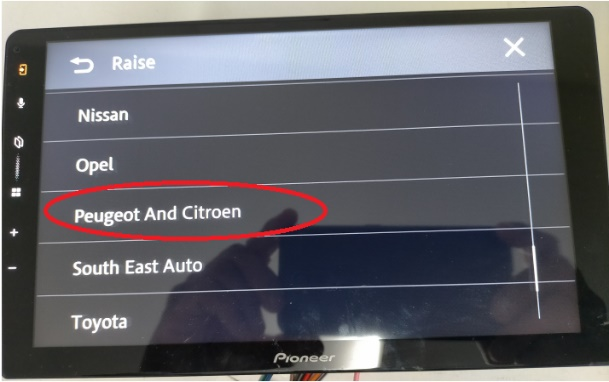 Raise
Nissan
Opel
Peugeot And Citroen
South East Auto
Toyota
Pioneer